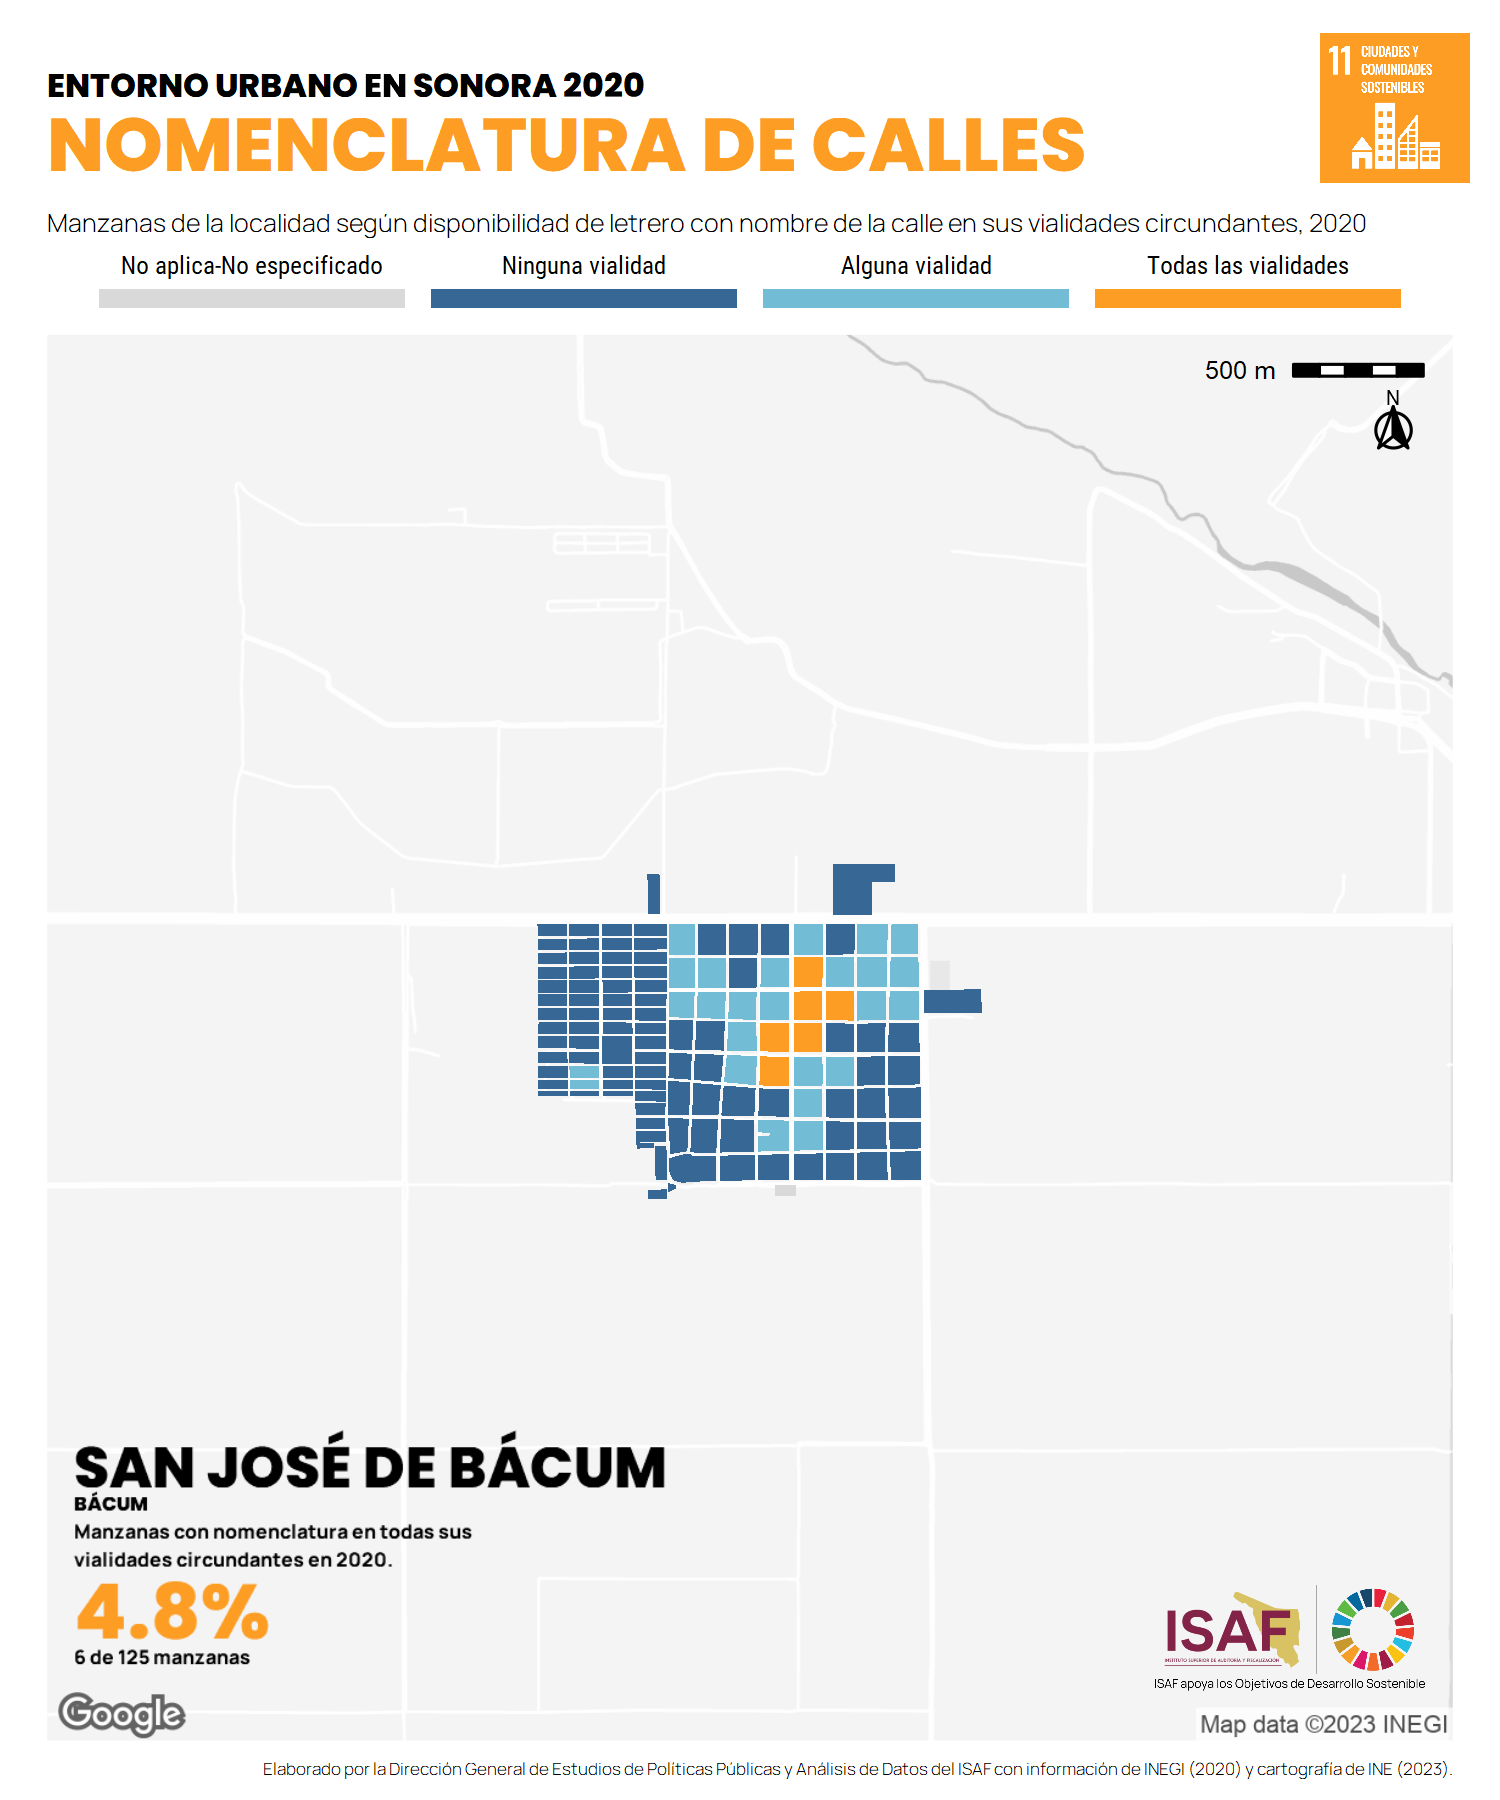 ENTORNO URBANO EN SONORA 2020
NOMENCLATURA DE CALLES
11 CIUDADES Y
COMUNIDADES
SOSTENIBLES
Manzanas de la localidad según disponibilidad de letrero con nombre de la calle en sus vialidades circundantes, 2020
No aplica-No especificado
Ninguna vialidad
Alguna vialidad
Todas las vialidades
500 m
N
SAN JOSÉ DE BÁCUM
BÁCUM
Manzanas con nomenclatura en todas sus
vialidades circundantes en 2020.
4.8%
6 de 125 manzanas
ISAF
INSTITUTO SUPERIOR DE AUDITORÍA Y FISCALIZACIÓN
ISAF apoya los Objetivos de Desarrollo Sostenible
Google
Map data ©2023 INEGI
Elaborado por la Dirección General de Estudios de Políticas Públicas y Análisis de Datos del ISAF con información de INEGI (2020) y cartografía de INE (2023).